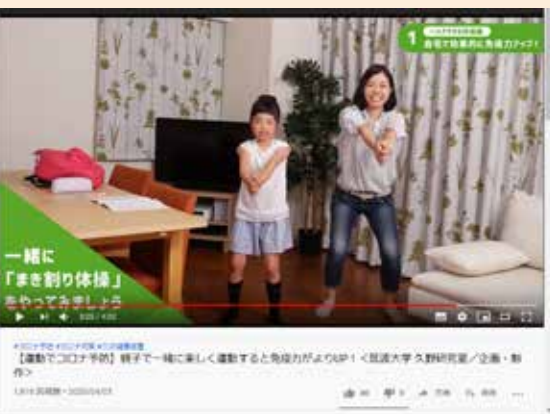 1
自宅で効果的に免疫力アップ!
一緒に
「まき割り体操」
をやってみましょう
【運動でコロナ予防】親子で一緒に楽しく運動すると免疫力がよりUP!<筑波大学 久野研究室/企画・制
作>